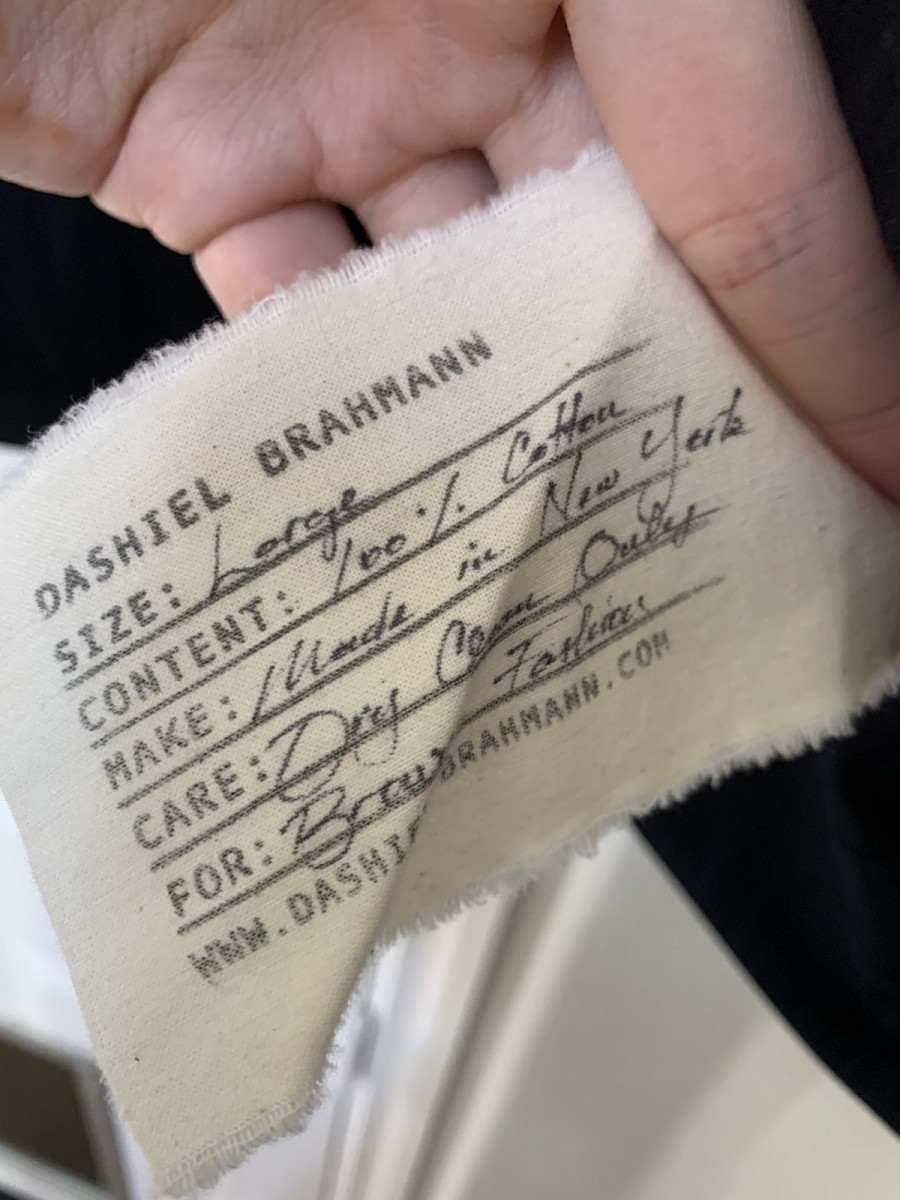 DASHIEL BRAHMANN
SIZE: Large
CONTENT: 100% Cotton
MAKE: Made in New York
CARE: Dry Clean Only
FOR: Fashion
WWW.DASHIELBRAHMANN.COM